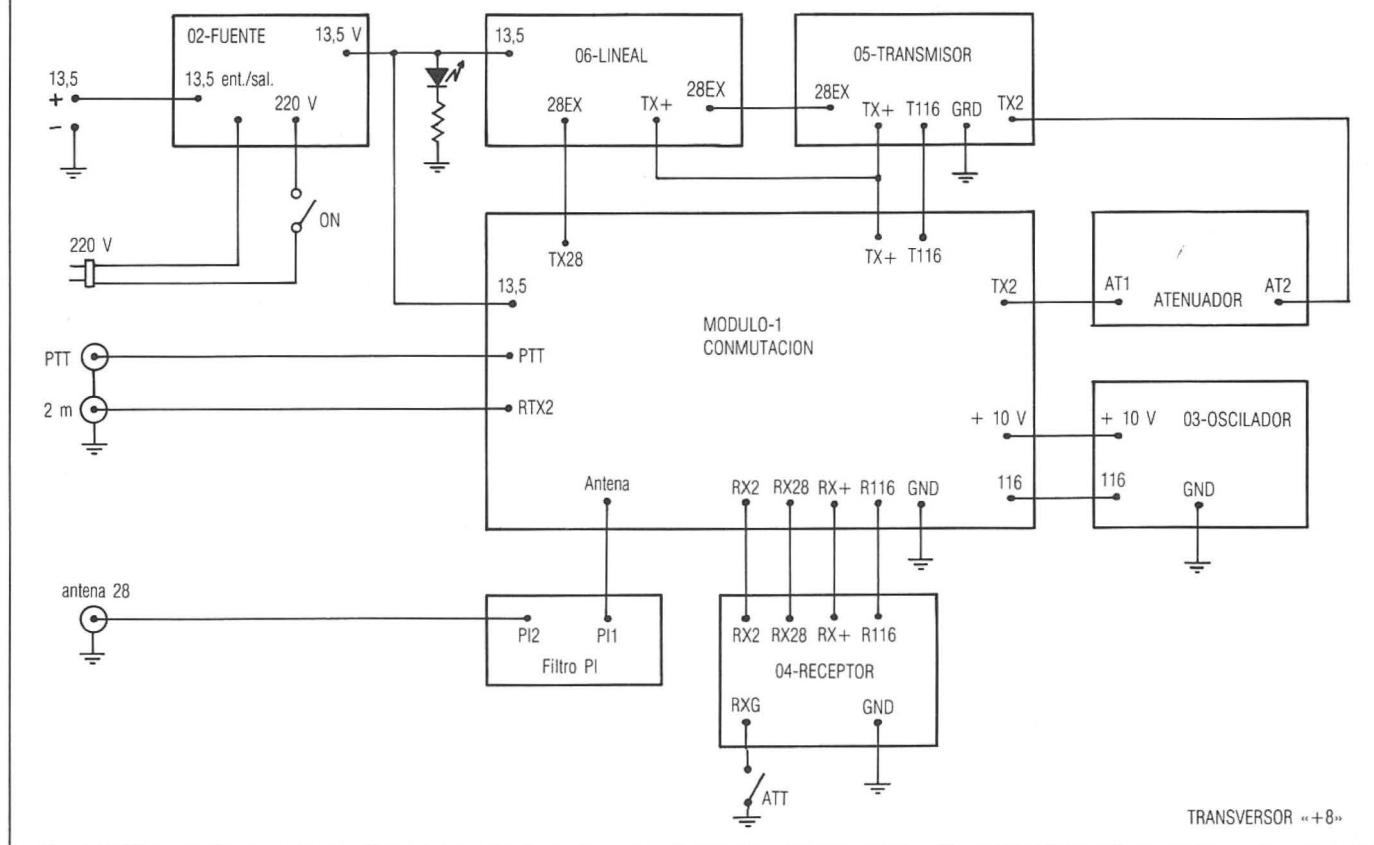 02-FUENTE
13,5 V
13,5 ent./sal.
220 V
13,5
+
-
220 V
ON
13,5
06-LINEAL
28EX
TX+
28EX
05-TRANSMISOR
28EX
TX+ T116 GRD
TX2
TX28
TX+ T116
13,5
TX2
MODULO-1
CONMUTACION
PTT
PTT
2 m
RTX2
AT1
ATENUADOR
AT2
+ 10 V
+ 10 V
03-OSCILADOR
116
116
GND
Antena
RX2 RX28 RX+ R116 GND
antena 28
PI2
PI1
Filtro PI
RX2 RX28 RX+ R116
04-RECEPTOR
RXG
GND
ATT
TRANSVERSOR «+8»